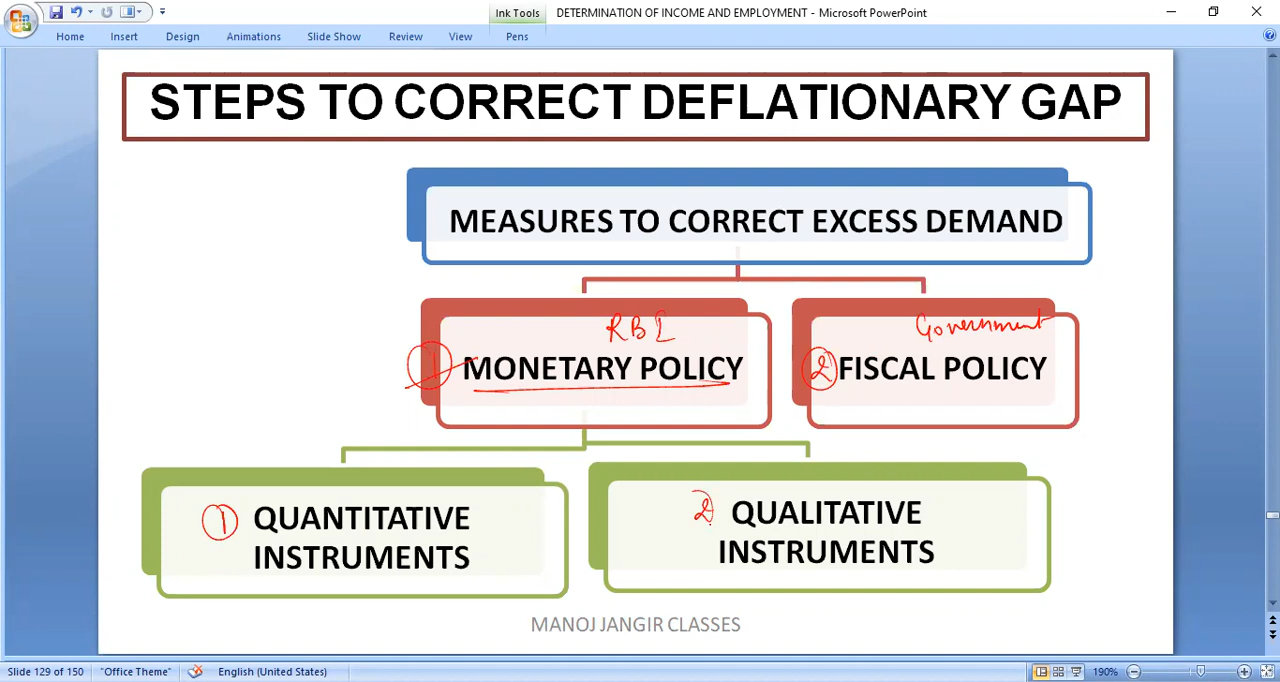 Ink Tools
DETERMINATION OF INCOME AND EMPLOYMENT - Microsoft PowerPoint
Home Insert Design Animations Slide Show Review View Pens
STEPS TO CORRECT DEFLATIONARY GAP
MEASURES TO CORRECT EXCESS DEMAND
RBI
① MONETARY POLICY
Government
② FISCAL POLICY
① QUANTITATIVE
INSTRUMENTS
2 QUALITATIVE
INSTRUMENTS
MANOJ JANGIR CLASSES
Slide 129 of 150 "Office Theme" English (United States) 190%